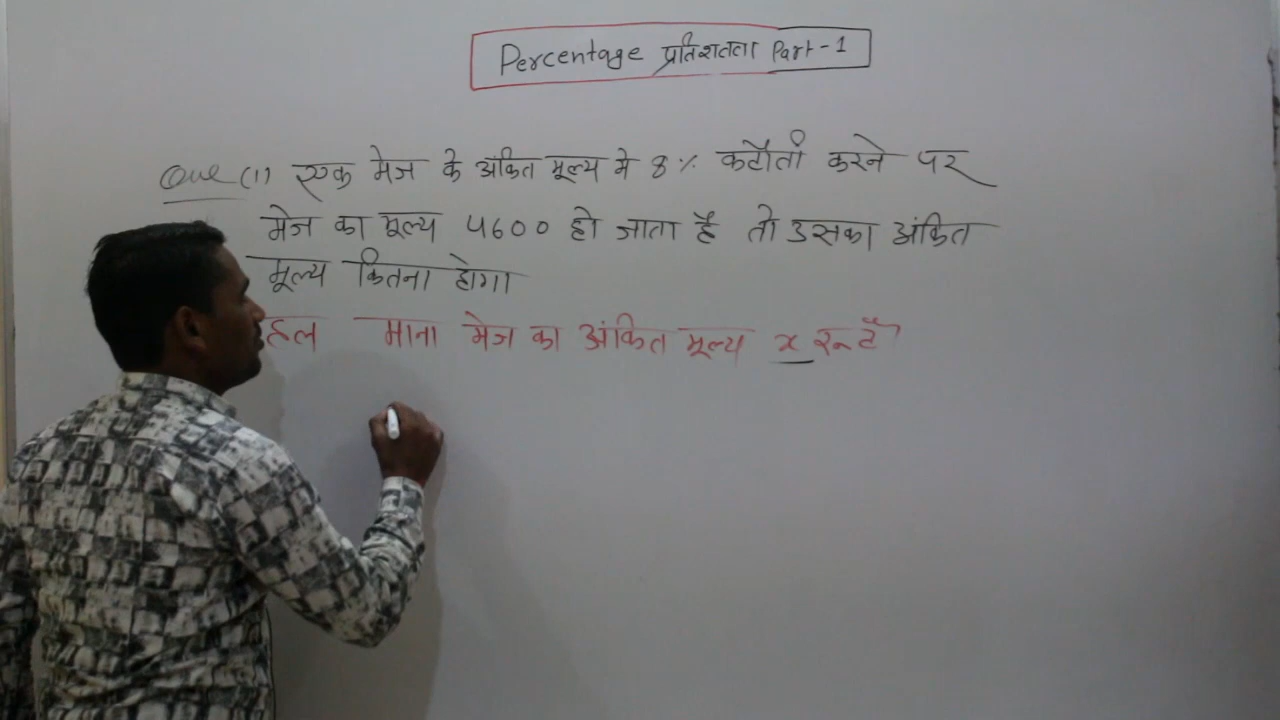 Percentage प्रतिशतता Part-1
Que (1) एक मेज के अंकित मूल्य मे 8% कटौती करने पर
मेज का मूल्य 4600 हो जाता है तो उसका अंकित
मूल्य कितना होगा
हल माना मेज का अंकित मूल्य x रू० है